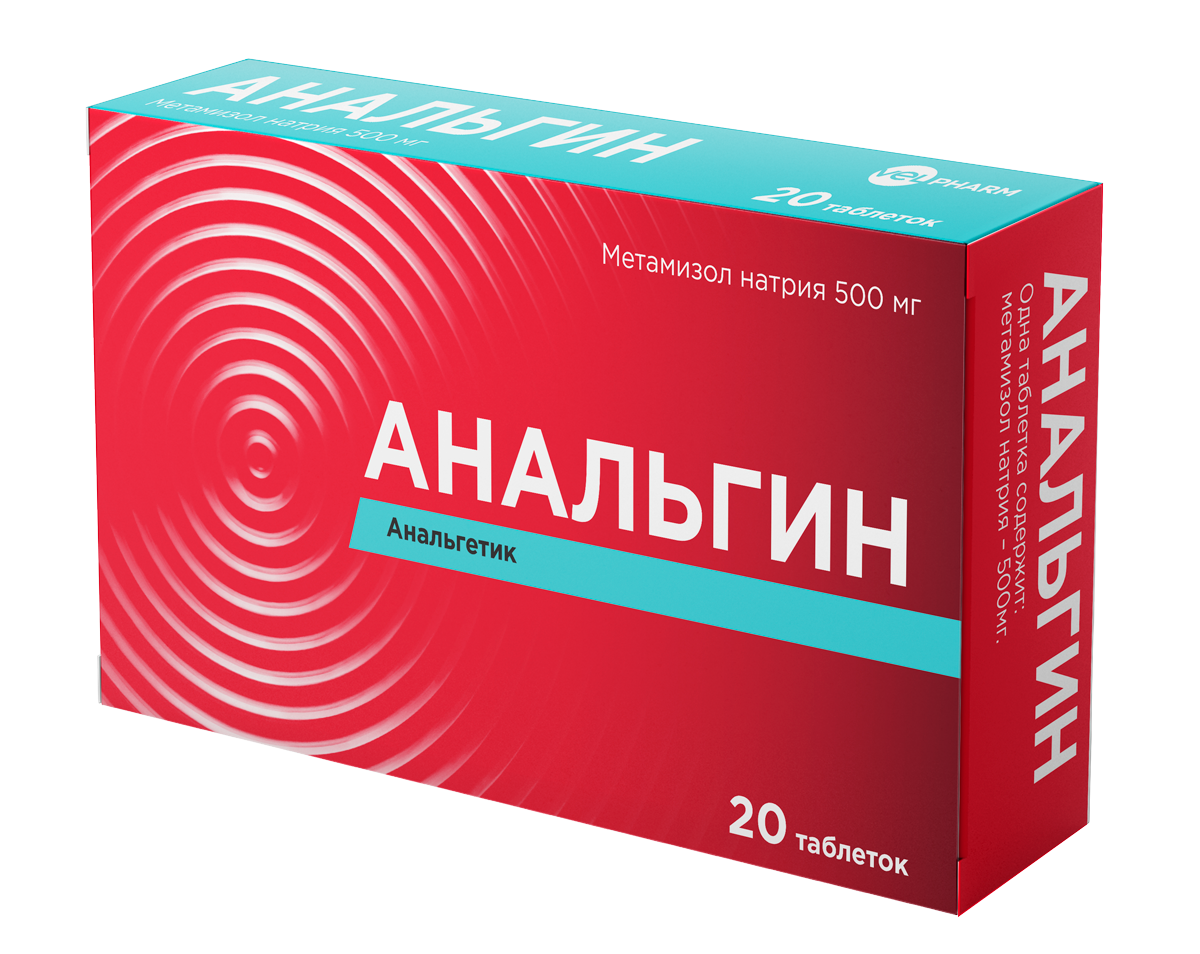 АНАЛЬГИН
Метамизол натрия 500 мг
velpharm
20 таблеток
Метамизол натрия 500 мг
АНАЛЬГИН
Анальгетик
20 таблеток
АНАЛЬГИН
Одна таблетка содержит:
метамизол натрия – 500мг.